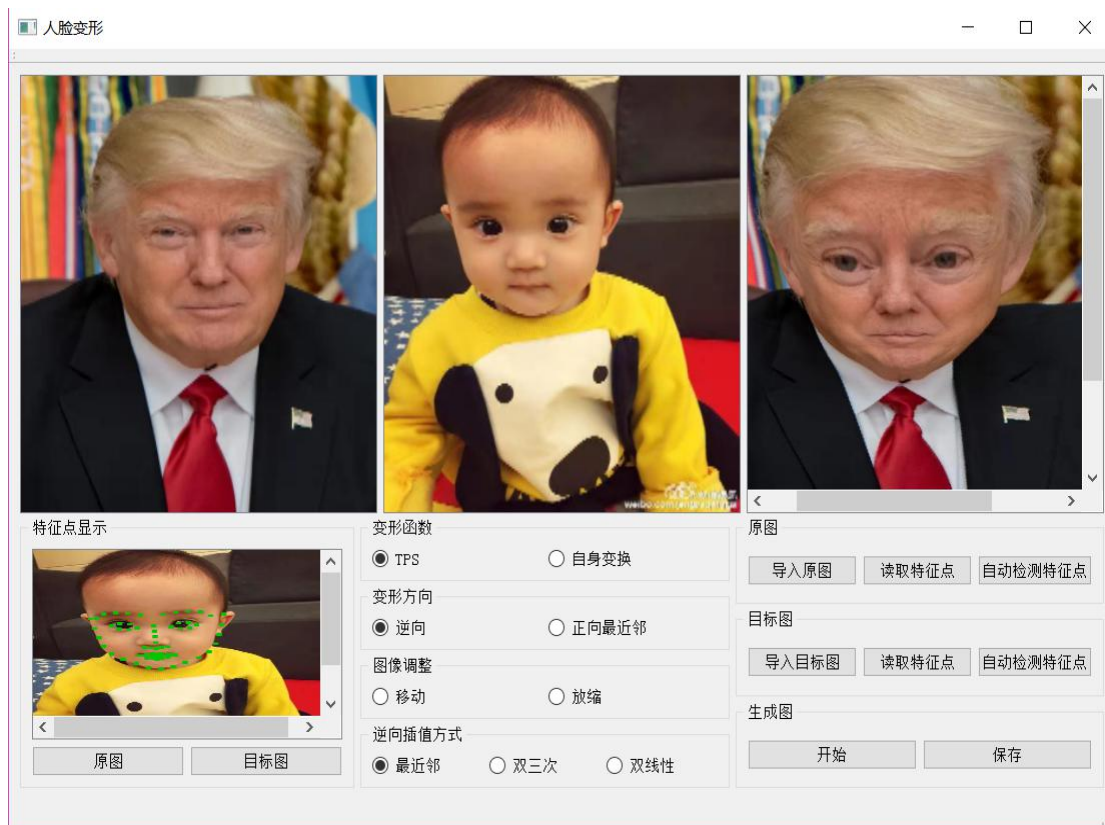 人脸变形
特征点显示
原图
目标图
变形函数
TPS
自身变换
变形方向
逆向
正向最近邻
图像调整
移动
放缩
逆向插值方式
最近邻
双三次
双线性
原图
导入原图
读取特征点
自动检测特征点
目标图
导入目标图
读取特征点
自动检测特征点
生成图
开始
保存